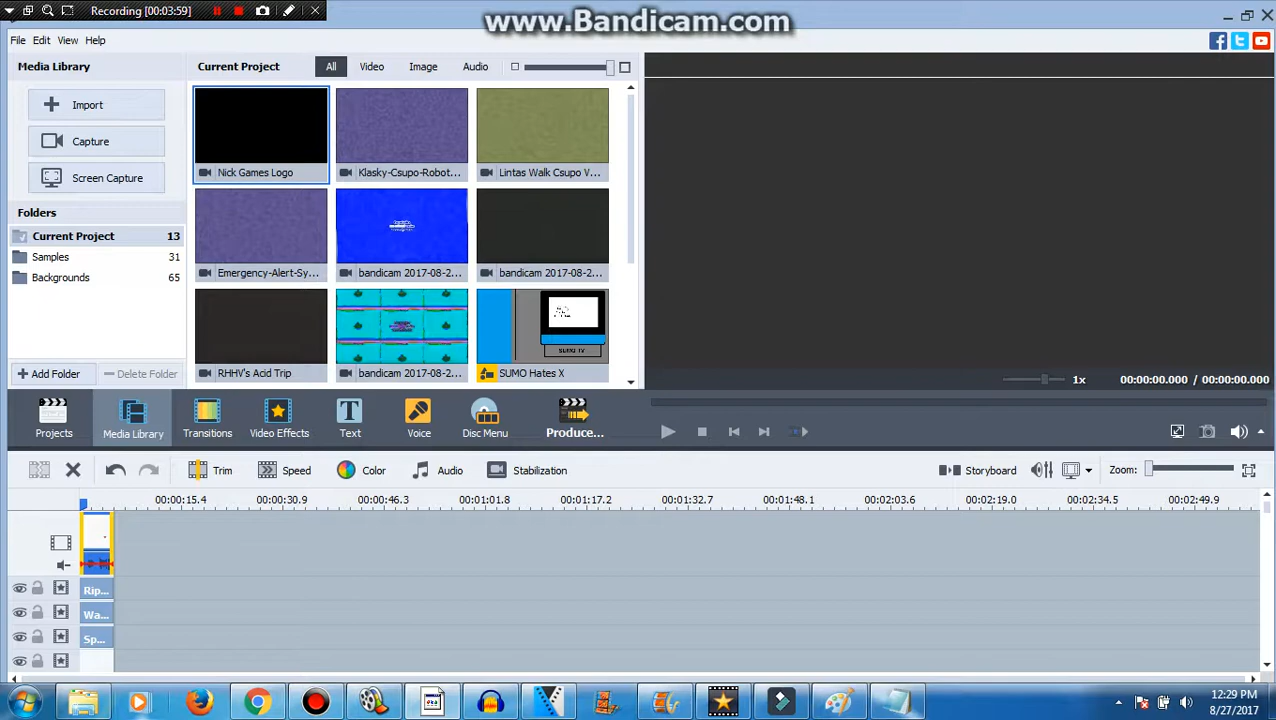 Recording [00:03:59]
www.Bandicam.com
File Edit View Help
Media Library
Current Project All Video Image Audio
Import
Capture
Screen Capture
Folders
Current Project 13
Samples 31
Backgrounds 65
Add Folder Delete Folder
Nick Games Logo Klasky-Csupo-Robot... Lintas Walk Csupo V...
Emergency-Alert-Sy... bandicam 2017-08-2... bandicam 2017-08-2...
SUMO TV
RHHV's Acid Trip bandicam 2017-08-2... SUMO Hates X
1x 00:00:00.000 / 00:00:00.000
Projects Media Library Transitions Video Effects Text Voice Disc Menu Produce...
Trim Speed Color Audio Stabilization Storyboard Zoom:
00:00:15.4 00:00:30.9 00:00:46.3 00:01:01.8 00:01:17.2 00:01:32.7 00:01:48.1 00:02:03.6 00:02:19.0 00:02:34.5 00:02:49.9
Rip...
Wa...
Sp...
12:29 PM
8/27/2017